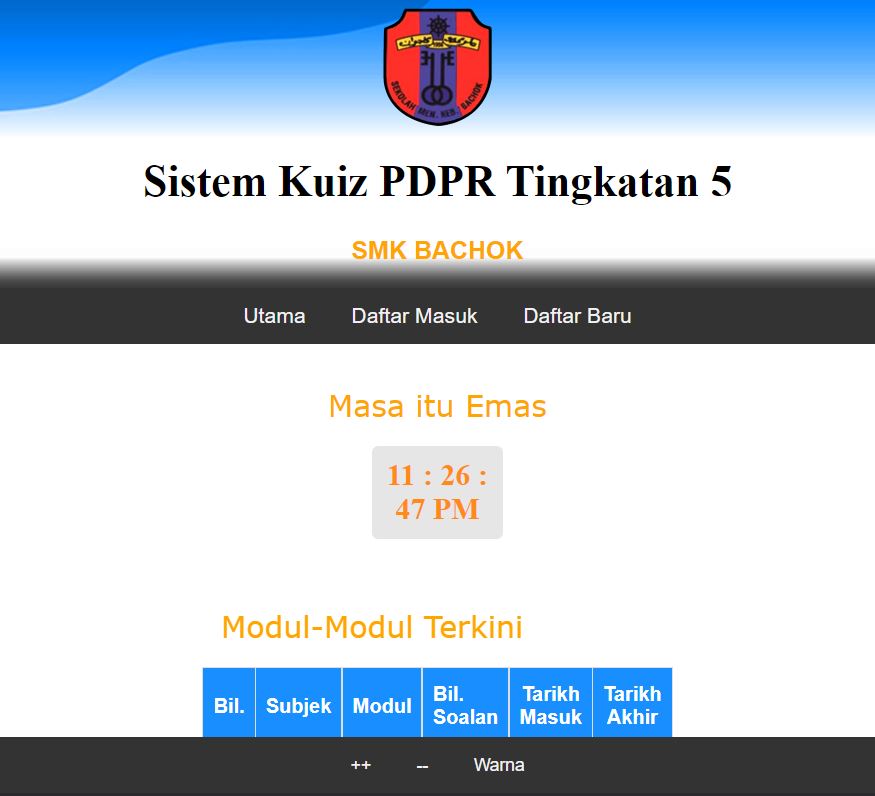 SEKOLAH MEN. KEB. BACHOK
Sistem Kuiz PDPR Tingkatan 5
SMK BACHOK
Utama Daftar Masuk Daftar Baru
Masa itu Emas
11 : 26 :
47 PM
Modul-Modul Terkini
Bil. Subjek Modul Bil. Soalan Tarikh Masuk Tarikh Akhir
++ -- Warna